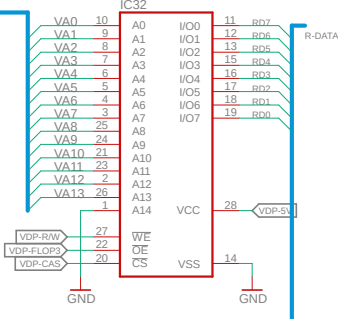 IC32
VA0 10 A0 I/O0 11 RD7
VA1 9 A1 I/O1 12 RD6
VA2 8 A2 I/O2 13 RD5
VA3 7 A3 I/O3 15 RD4
VA4 6 A4 I/O4 16 RD3
VA5 5 A5 I/O5 17 RD2
VA6 4 A6 I/O6 18 RD1
VA7 3 A7 I/O7 19 RD0
VA8 25 A8
VA9 24 A9
VA10 21 A10
VA11 23 A11
VA12 2 A12
VA13 26 A13
1 A14 VCC 28 VDP-5V
R-DATA
VDP-R/W 27 WE
VDP-FLOP3 22 OE
VDP-CAS 20 CS VSS 14
GND GND